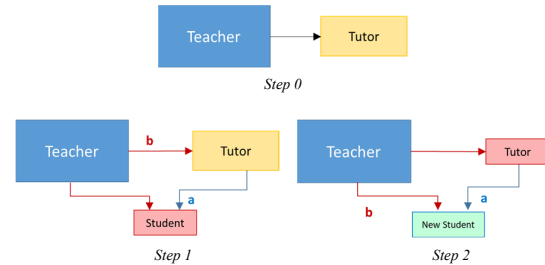 Teacher
Tutor
Step 0
Teacher
b
Tutor
a
Student
Step 1
Teacher
Tutor
b
a
New Student
Step 2